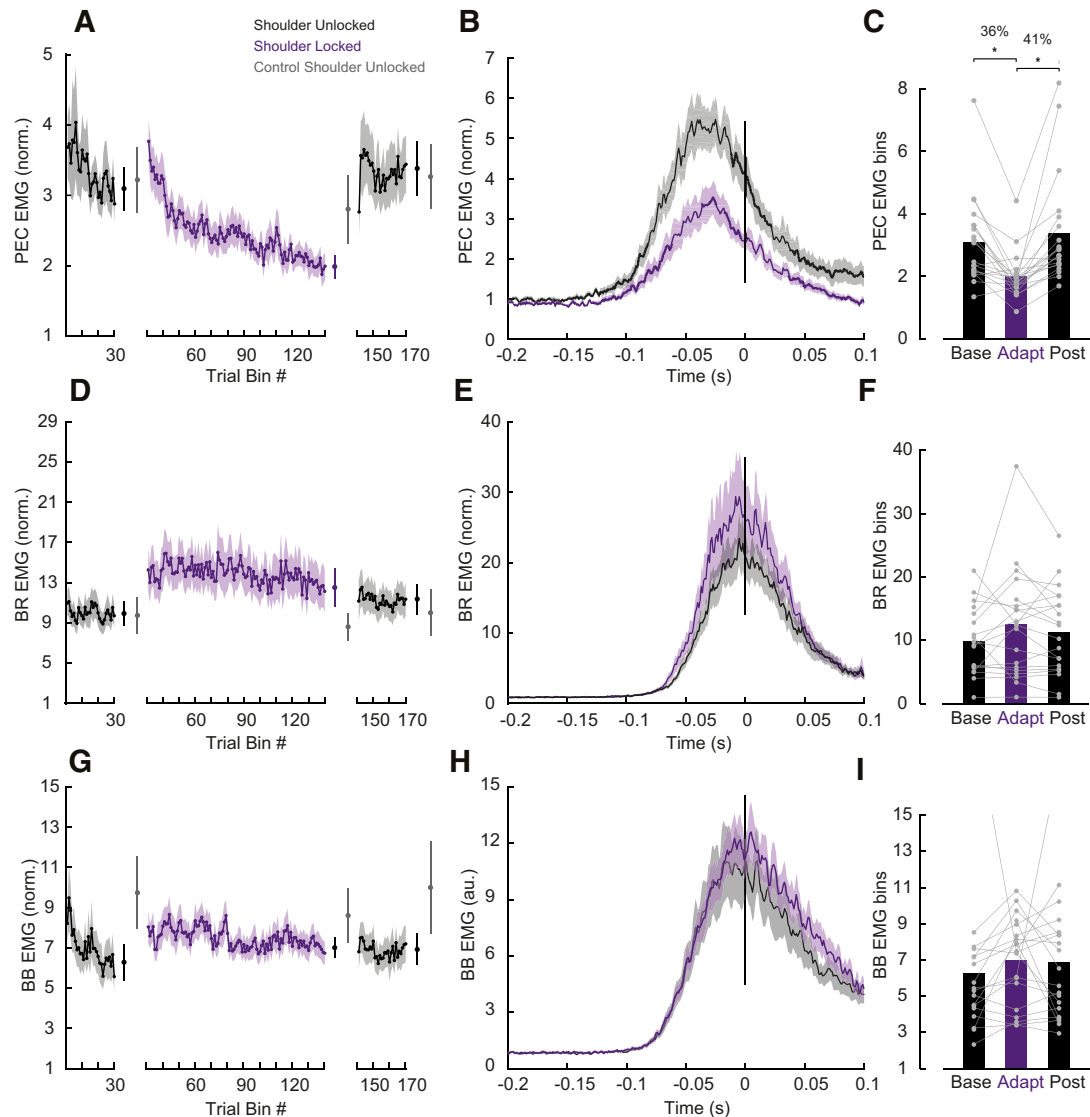 A
B
C
Shoulder Unlocked
Shoulder Locked
Control Shoulder Unlocked
36%
41%
*
*
PEC EMG (norm.)
5
4
3
2
1
30
60
90
120
150
170
Trial Bin #
PEC EMG (norm.)
7
6
5
4
3
2
1
0
-0.2
-0.15
-0.1
-0.05
0
0.05
0.1
Time (s)
PEC EMG bins
8
6
4
2
0
Base
Adapt
Post
D
E
F
BR EMG (norm.)
29
25
21
17
13
9
5
1
30
60
90
120
150
170
Trial Bin #
BR EMG (norm.)
40
30
20
10
0
-0.2
-0.15
-0.1
-0.05
0
0.05
0.1
Time (s)
BR EMG bins
40
30
20
10
0
Base
Adapt
Post
G
H
I
BB EMG (norm.)
15
13
11
9
7
5
3
1
30
60
90
120
150
170
Trial Bin #
BB EMG (au.)
15
12
9
6
3
0
-0.2
-0.15
-0.1
-0.05
0
0.05
0.1
Time (s)
BB EMG bins
15
13
11
9
7
5
3
1
Base
Adapt
Post